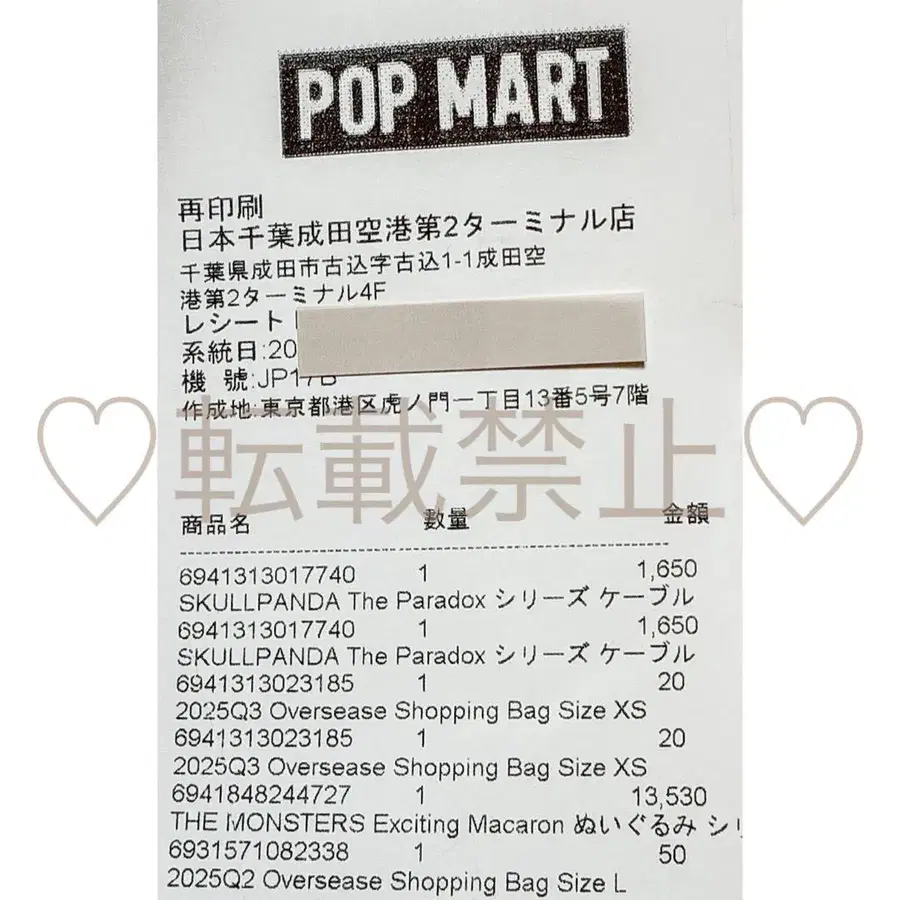 POP MART
再印刷
日本千葉成田空港第2ターミナル店
千葉県成田市古込字古込1-1成田空
港第2ターミナル4F
レシート
系統日:20
機 號:JP17B
作成地:東京都港区虎ノ門一丁目13番5号7階
転載禁止
商品名 數量 金額
6941313017740 1 1,650
SKULLPANDA The Paradox シリーズ ケーブル
6941313017740 1 1,650
SKULLPANDA The Paradox シリーズ ケーブル
6941313023185 1 20
2025Q3 Oversease Shopping Bag Size XS
6941313023185 1 20
2025Q3 Oversease Shopping Bag Size XS
6941848244727 1 13,530
THE MONSTERS Exciting Macaron ぬいぐるみ シリ
6931571082338 1 50
2025Q2 Oversease Shopping Bag Size L